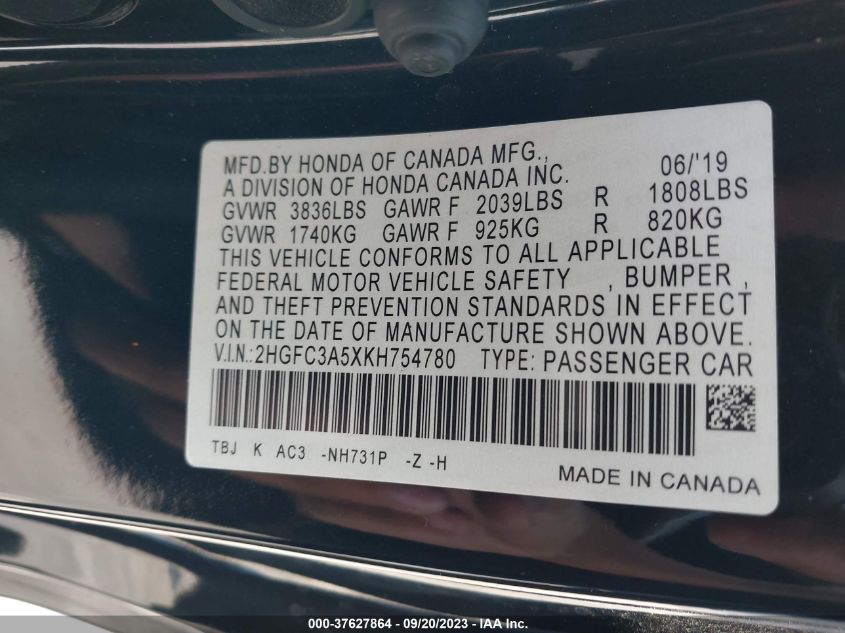 MFD.BY HONDA OF CANADA MFG., 06/'19
A DIVISION OF HONDA CANADA INC.
GVWR 3836LBS GAWR F 2039LBS R 1808LBS
GVWR 1740KG GAWR F 925KG R 820KG
THIS VEHICLE CONFORMS TO ALL APPLICABLE
FEDERAL MOTOR VEHICLE SAFETY , BUMPER ,
AND THEFT PREVENTION STANDARDS IN EFFECT
ON THE DATE OF MANUFACTURE SHOWN ABOVE.
V.I.N.:2HGFC3A5XKH754780 TYPE: PASSENGER CAR
TBJ K AC3 -NH731P -Z -H
MADE IN CANADA
000-37627864 - 09/20/2023 - IAA Inc.